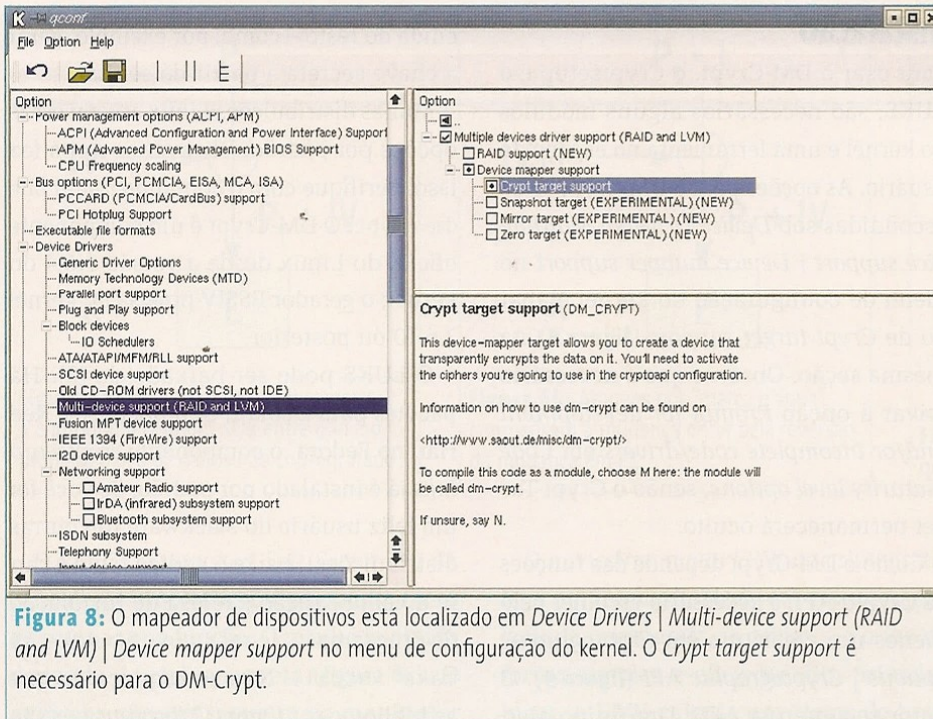 qconf
File Option Help
Option
Power management options (ACPI, APM)
ACPI (Advanced Configuration and Power Interface) Support
APM (Advanced Power Management) BIOS Support
CPU Frequency scaling
Bus options (PCI, PCMCIA, EISA, MCA, ISA)
PCCARD (PCMCIA/CardBus) support
PCI Hotplug Support
Executable file formats
Device Drivers
Generic Driver Options
Memory Technology Devices (MTD)
Parallel port support
Plug and Play support
Block devices
IO Schedulers
ATA/ATAPI/MFM/RLL support
SCSI device support
Old CD-ROM drivers (not SCSI, not IDE)
Multi-device support (RAID and LVM)
Fusion MPT device support
IEEE 1394 (FireWire) support
I2O device support
Networking support
Amateur Radio support
IrDA (infrared) subsystem support
Bluetooth subsystem support
ISDN subsystem
Telephony Support
Input device support
Option
..
Multiple devices driver support (RAID and LVM)
RAID support (NEW)
Device mapper support
Crypt target support
Snapshot target (EXPERIMENTAL) (NEW)
Mirror target (EXPERIMENTAL) (NEW)
Zero target (EXPERIMENTAL) (NEW)
Crypt target support (DM_CRYPT)
This device-mapper target allows you to create a device that
transparently encrypts the data on it. You'll need to activate
the ciphers you're going to use in the cryptoapi configuration.
Information on how to use dm-crypt can be found on
<http://www.saout.de/misc/dm-crypt/>
To compile this code as a module, choose M here: the module will
be called dm-crypt.
If unsure, say N.
Figura 8: O mapeador de dispositivos está localizado em Device Drivers | Multi-device support (RAID
and LVM) | Device mapper support no menu de configuração do kernel. O Crypt target support é
necessário para o DM-Crypt.